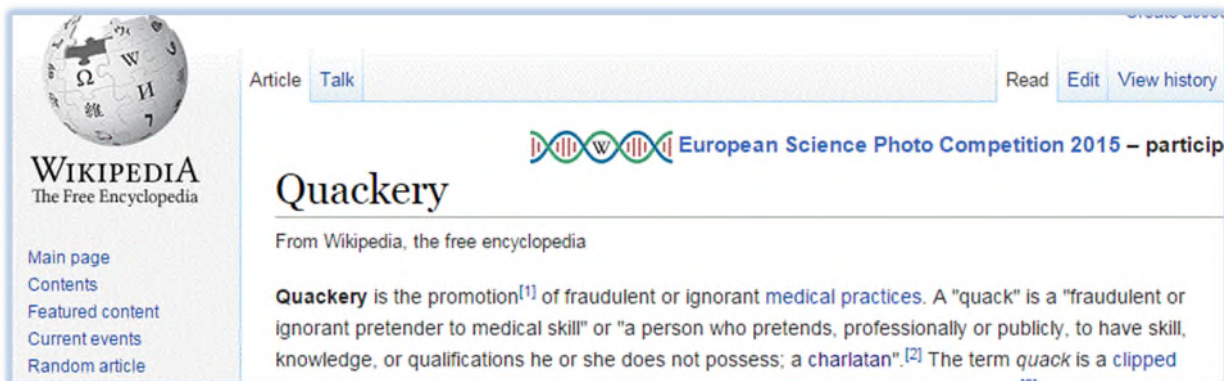 Article Talk Read Edit View history
European Science Photo Competition 2015 – particip
WIKIPEDIA
The Free Encyclopedia
Quackery
From Wikipedia, the free encyclopedia
Main page
Contents
Featured content
Current events
Random article
Quackery is the promotion[1] of fraudulent or ignorant medical practices. A "quack" is a "fraudulent or
ignorant pretender to medical skill" or "a person who pretends, professionally or publicly, to have skill,
knowledge, or qualifications he or she does not possess; a charlatan".[2] The term quack is a clipped